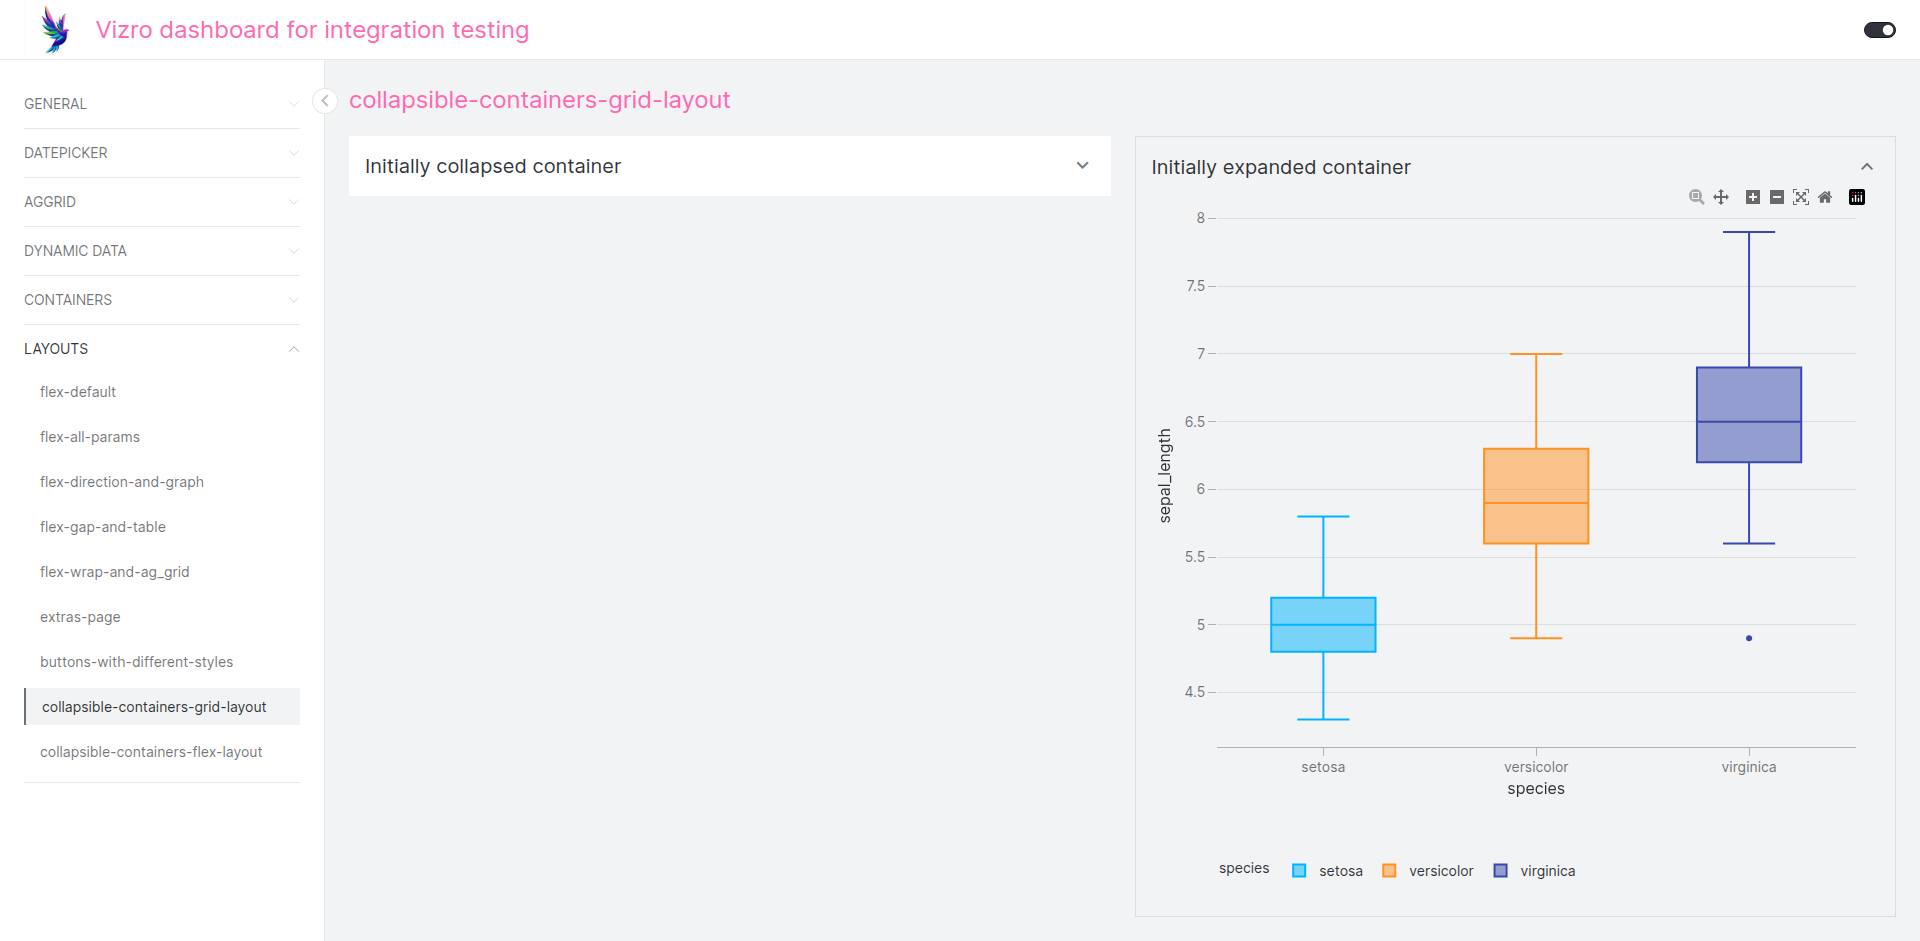 Vizro dashboard for integration testing
GENERAL
DATEPICKER
AGGRID
DYNAMIC DATA
CONTAINERS
LAYOUTS
flex-default
flex-all-params
flex-direction-and-graph
flex-gap-and-table
flex-wrap-and-ag_grid
extras-page
buttons-with-different-styles
collapsible-containers-grid-layout
collapsible-containers-flex-layout
collapsible-containers-grid-layout
Initially collapsed container
Initially expanded container
8
7.5
7
6.5
6
5.5
5
4.5
sepal_length
setosa versicolor virginica
species
species setosa versicolor virginica